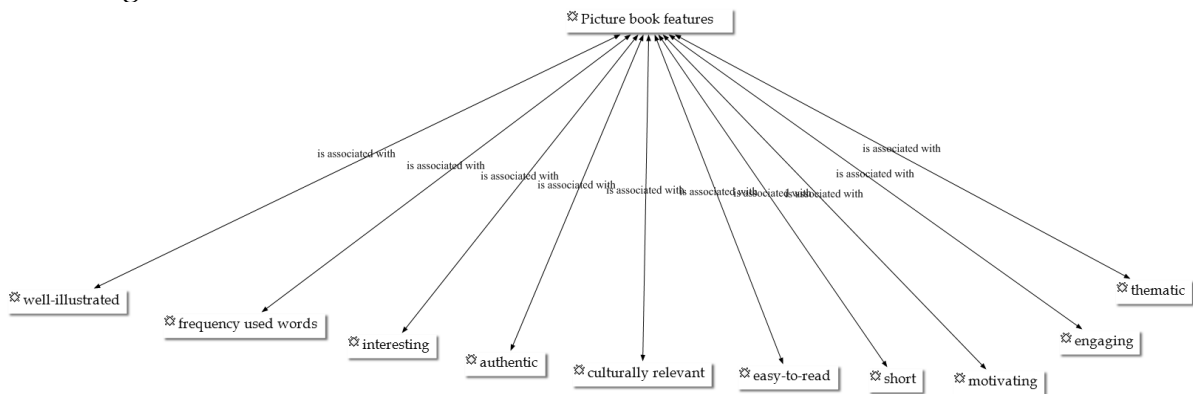 Picture book features
is associated with
is associated with
is associated with
is associated with
is associated with
is associated with
is associated with
is associated with
is associated with
is associated with
well-illustrated
frequency used words
interesting
authentic
culturally relevant
easy-to-read
short
motivating
engaging
thematic